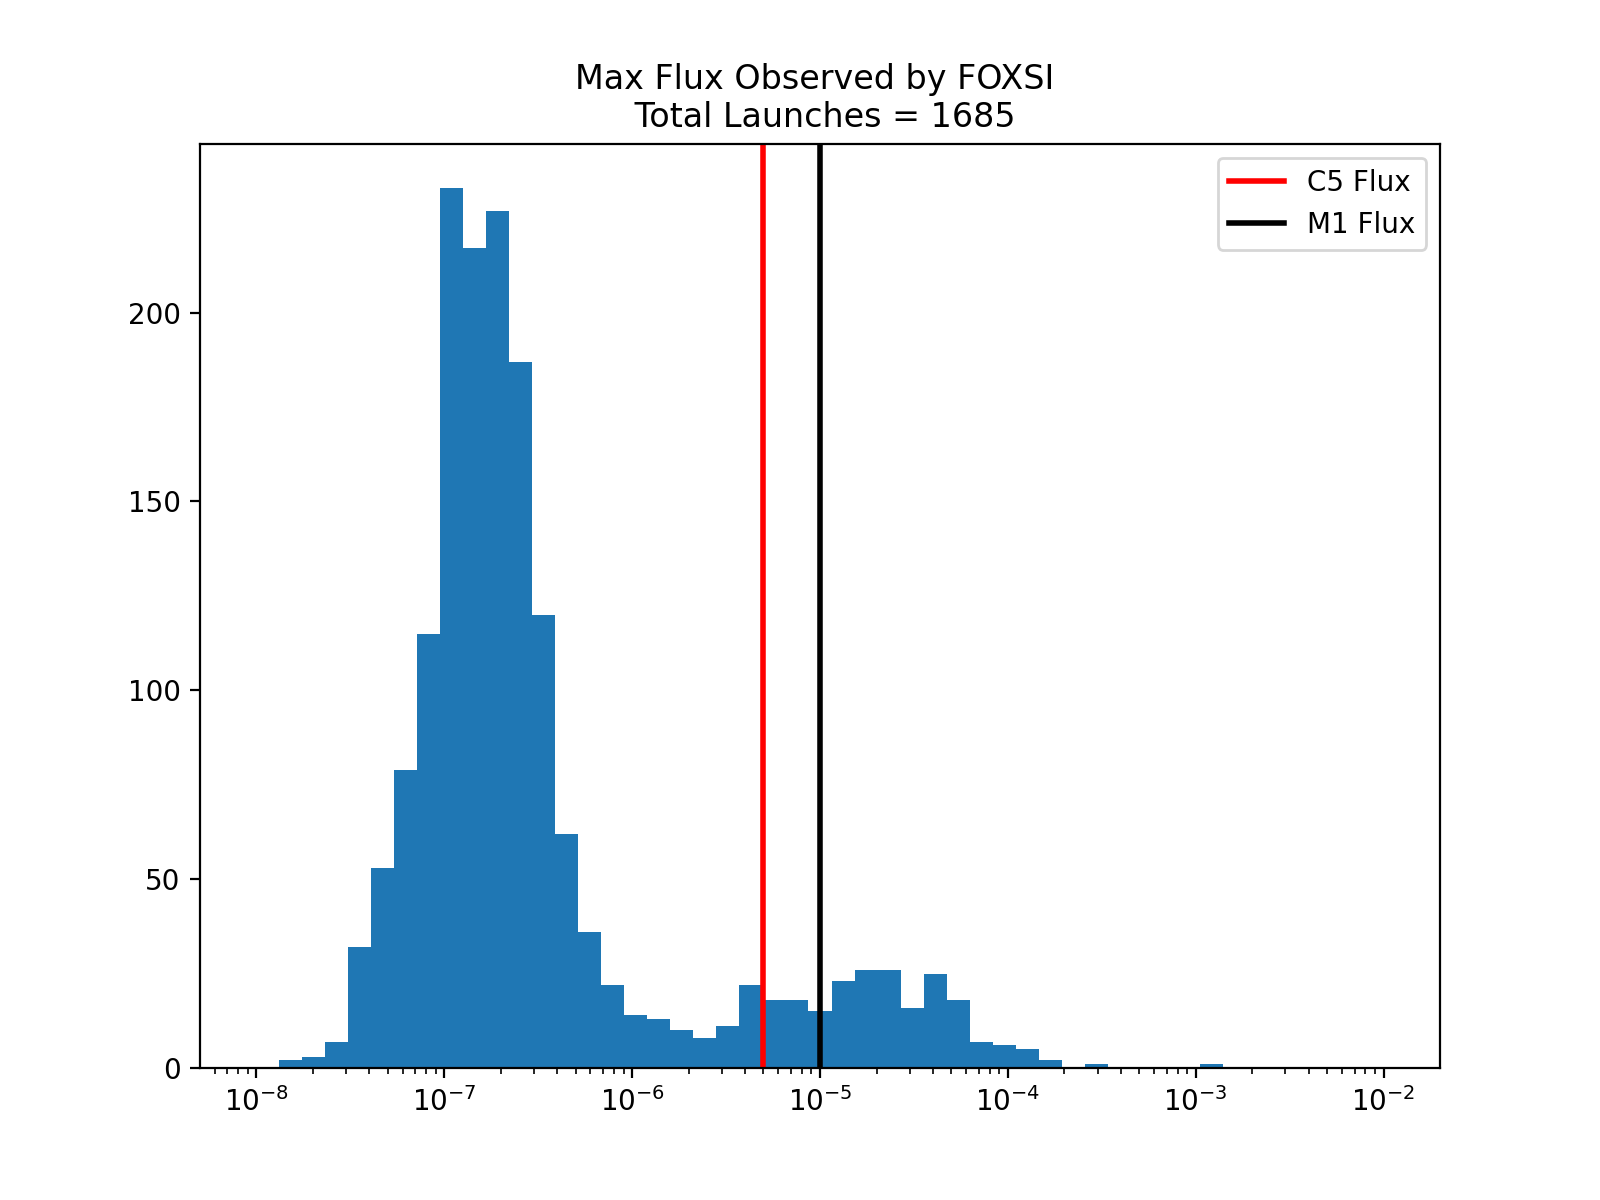 Max Flux Observed by FOXSI
Total Launches = 1685
C5 Flux
M1 Flux
200
150
100
50
0
10⁻⁸ 10⁻⁷ 10⁻⁶ 10⁻⁵ 10⁻⁴ 10⁻³ 10⁻²